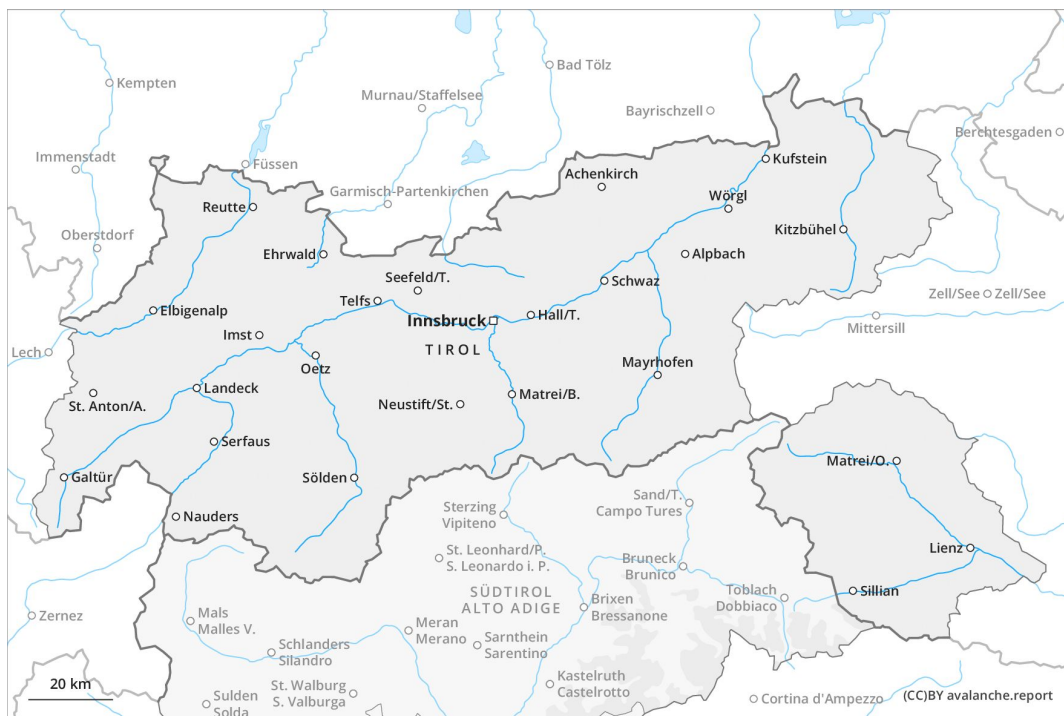 Kempten
Bad Tölz
Murnau/Staffelsee
Bayrischzell
Berchtesgaden
Immenstadt
Füssen
Kufstein
Garmisch-Partenkirchen
Achenkirch
Reutte
Wörgl
Oberstdorf
Kitzbühel
Ehrwald
Alpbach
Seefeld/T.
Schwaz
Zell/See
Zell/See
Telfs
Elbigenalp
Innsbruck
Hall/T.
Mittersill
Imst
TIROL
Lech
Oetz
Mayrhofen
Landeck
St. Anton/A.
Neustift/St.
Matrei/B.
Serfaus
Matrei/O.
Galtür
Sölden
Sand/T.
Campo Tures
Sterzing
Vipiteno
Nauders
Lienz
St. Leonhard/P.
S. Leonardo i. P.
Bruneck
Brunico
SÜDTIROL
ALTO ADIGE
Sillian
Toblach
Dobbiaco
Brixen
Bressanone
Zernez
Mals
Malles V.
Meran
Merano
Sarnthein
Sarentino
Schlanders
Silandro
Kastelruth
Castelrotto
20 km
St. Walburg
S. Valburga
Sulden
Solda
Cortina d'Ampezzo
(CC)BY avalanche.report